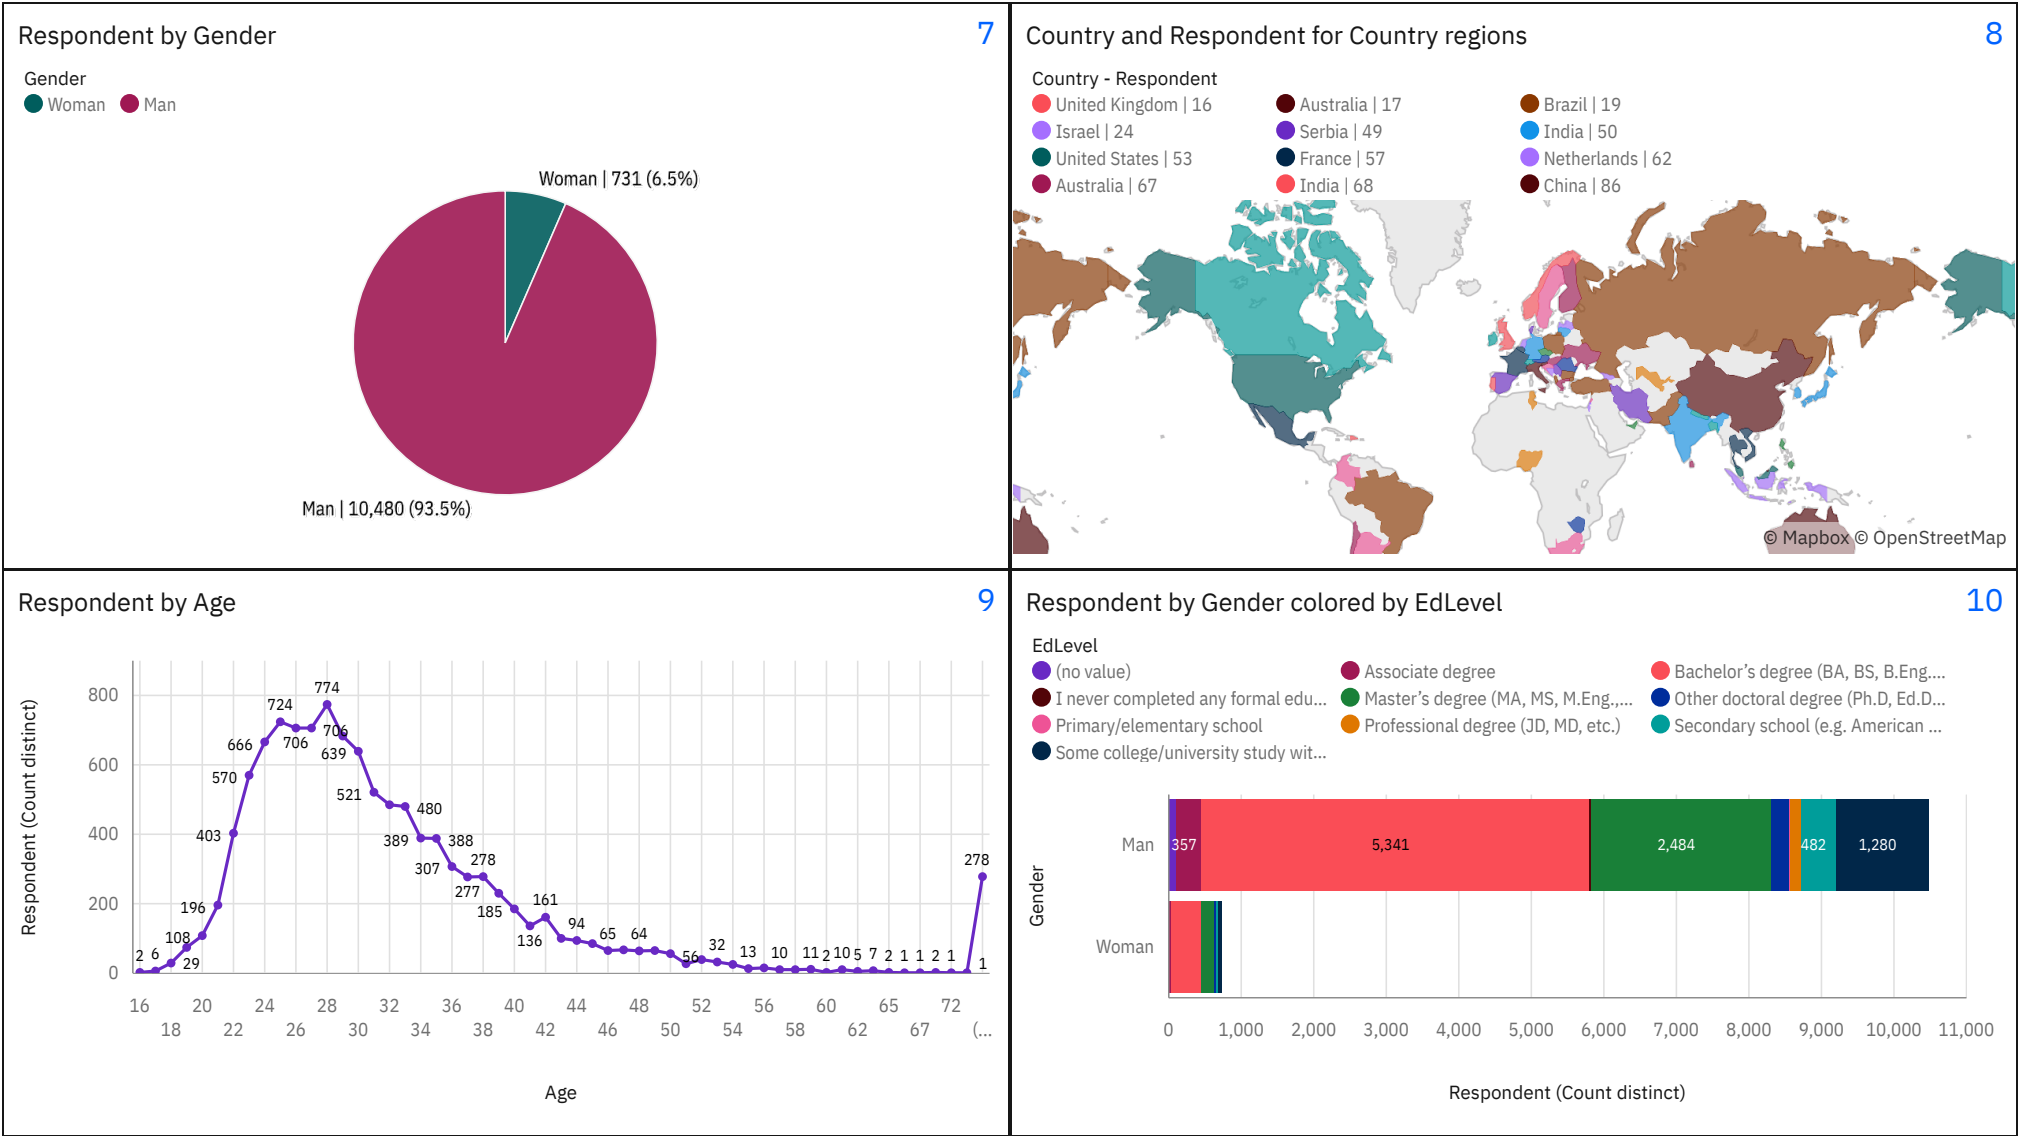 Respondent by Gender 7
Gender
Woman Man
Woman | 731 (6.5%)
Man | 10,480 (93.5%)
Country and Respondent for Country regions 8
Country - Respondent
United Kingdom | 16 Australia | 17 Brazil | 19
Israel | 24 Serbia | 49 India | 50
United States | 53 France | 57 Netherlands | 62
Australia | 67 India | 68 China | 86
© Mapbox © OpenStreetMap
Respondent by Age 9
Respondent (Count distinct)
800
600
400
200
0
2 6 29 108 196 403 570 666 724 706 774 706 639 521 480 389 388 307 277 278 185 136 161 94 65 64 56 32 13 10 11 2 10 5 7 2 1 1 2 1 1 278
16 20 24 28 32 36 40 44 48 52 56 60 65 72
18 22 26 30 34 38 42 46 50 54 58 62 67 (...
Age
Respondent by Gender colored by EdLevel 10
EdLevel
(no value) Associate degree Bachelor's degree (BA, BS, B.Eng....
I never completed any formal edu... Master's degree (MA, MS, M.Eng.,... Other doctoral degree (Ph.D, Ed.D...
Primary/elementary school Professional degree (JD, MD, etc.) Secondary school (e.g. American ...
Some college/university study wit...
Gender
Man 357 5,341 2,484 482 1,280
Woman
0 1,000 2,000 3,000 4,000 5,000 6,000 7,000 8,000 9,000 10,000 11,000
Respondent (Count distinct)